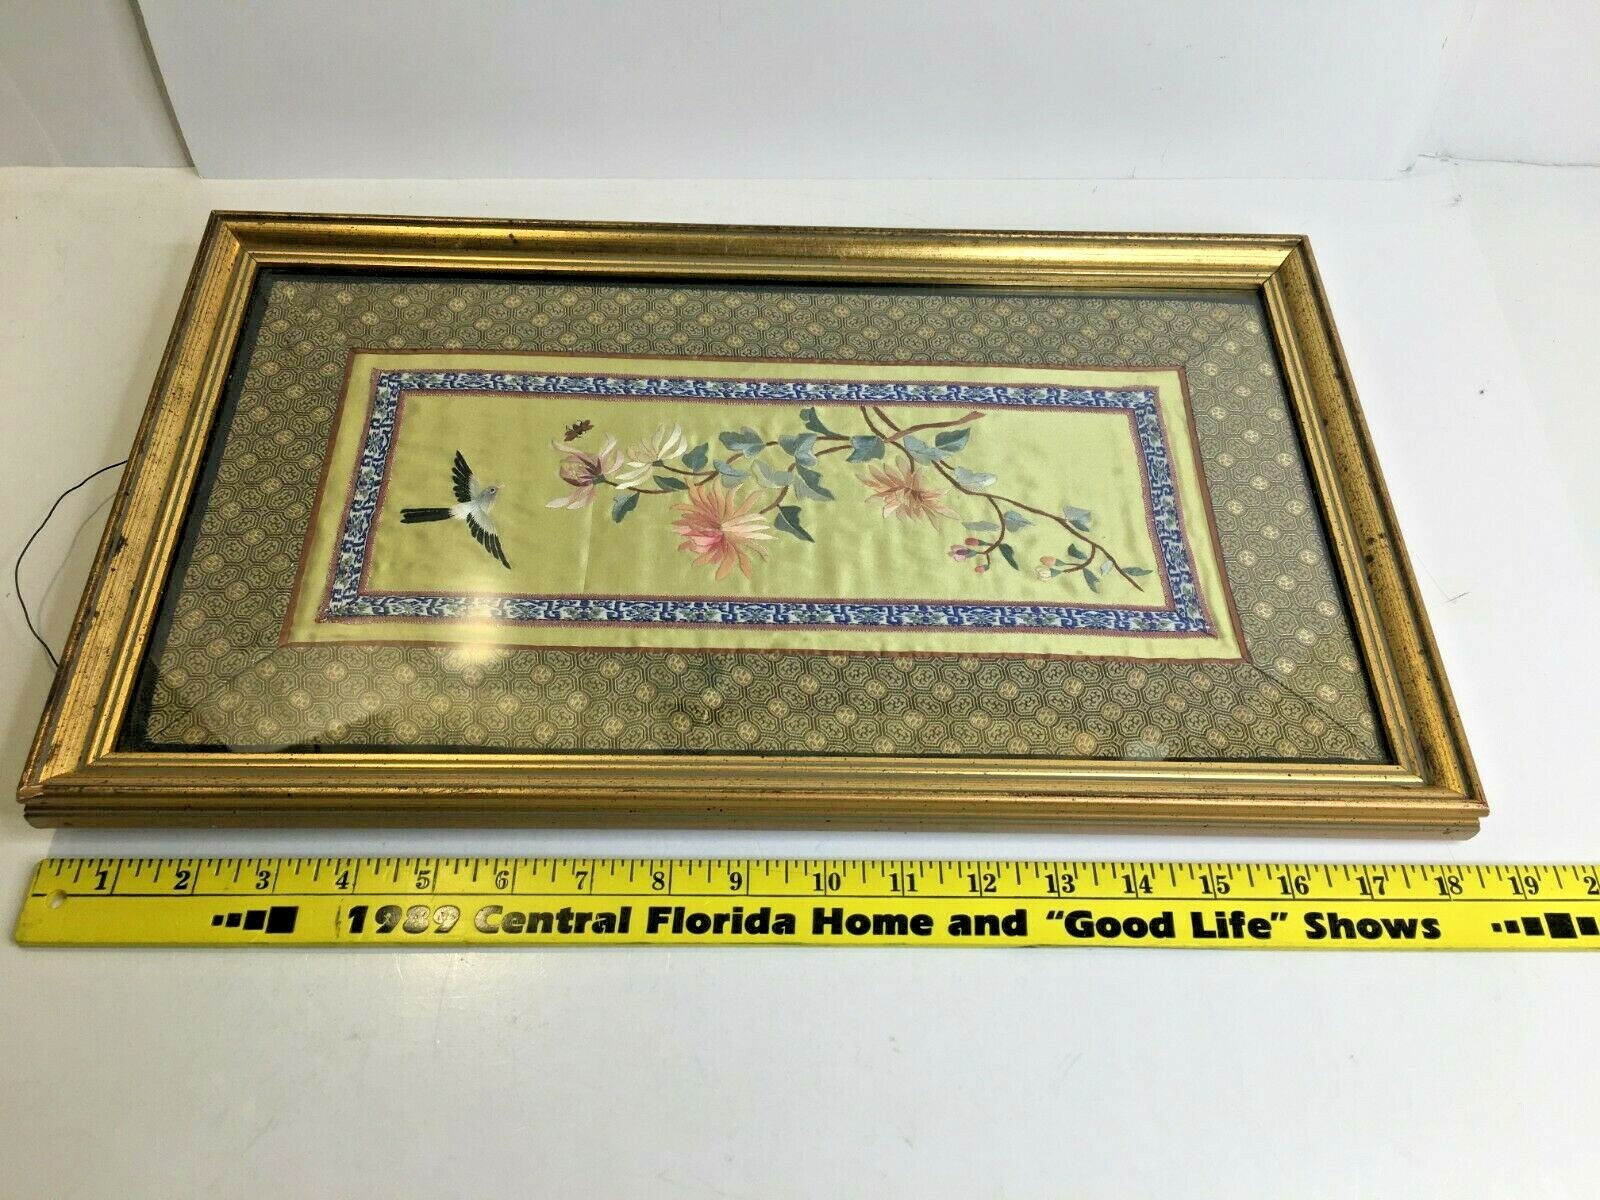 1 2 3 4 5 6 7 8 9 10 11 12 13 14 15 16 17 18 19 2
1989 Central Florida Home and “Good Life” Shows